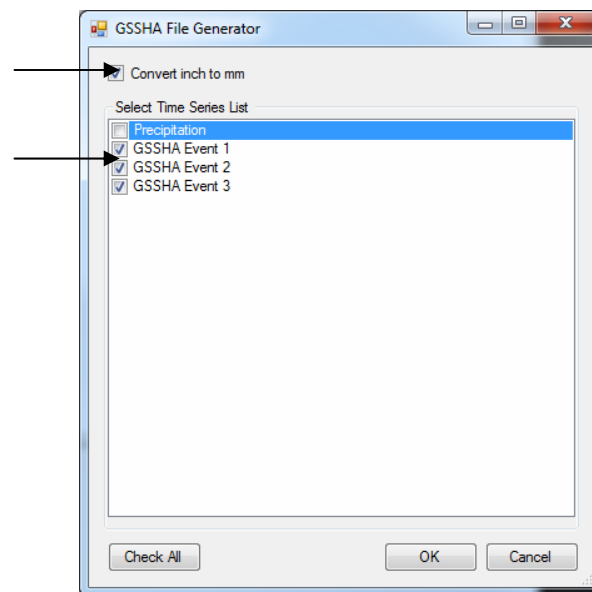 GSSHA File Generator
Convert inch to mm
Select Time Series List
Precipitation
GSSHA Event 1
GSSHA Event 2
GSSHA Event 3
Check All OK Cancel